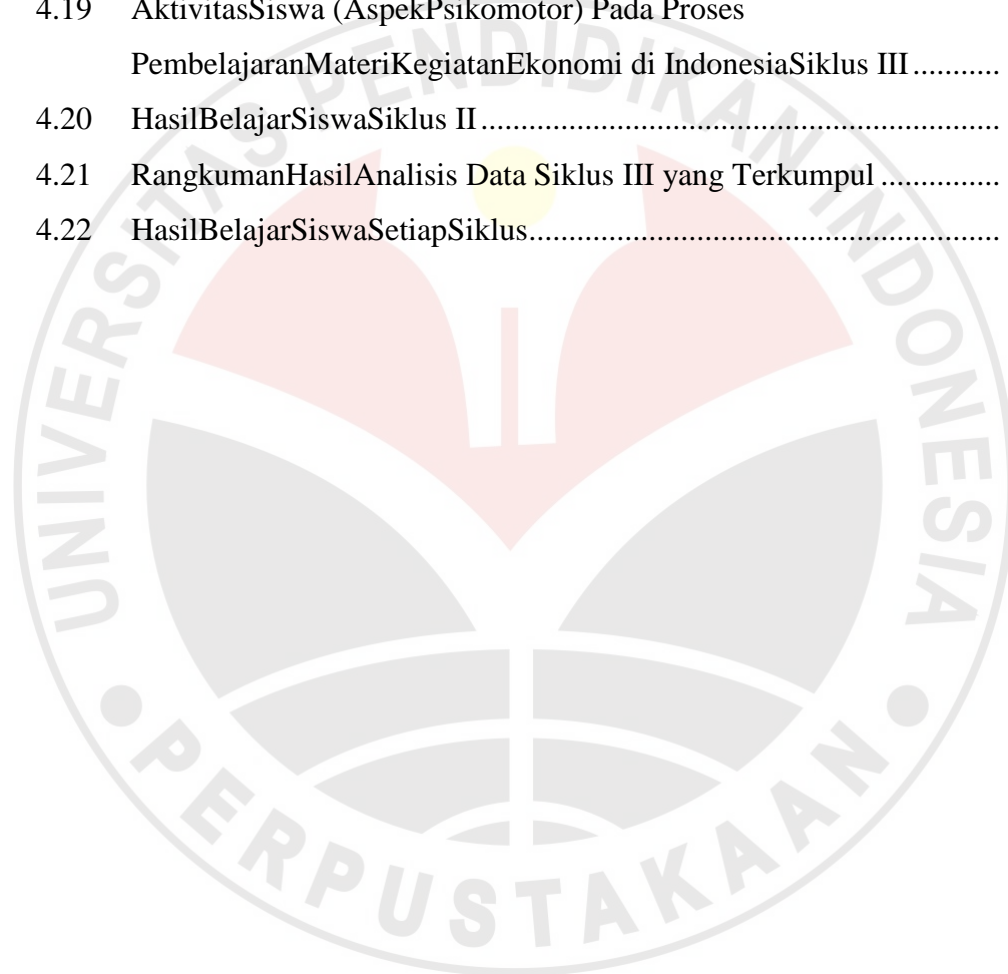 4.19 AktivitasSiswa (AspekPsikomotor) Pada Proses
PembelajaranMateriKegiatanEkonomi di IndonesiaSiklus III ...........
4.20 HasilBelajarSiswaSiklus II ........................................................
4.21 RangkumanHasilAnalisis Data Siklus III yang Terkumpul ...............
4.22 HasilBelajarSiswaSetiapSiklus ...................................................
UNIVERSITAS PENDIDIKAN INDONESIA
PERPUSTAKAAN